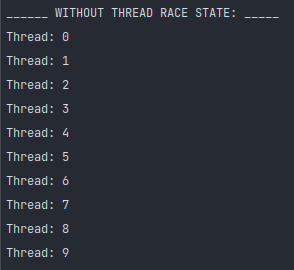 ______ WITHOUT THREAD RACE STATE: _____
Thread: 0
Thread: 1
Thread: 2
Thread: 3
Thread: 4
Thread: 5
Thread: 6
Thread: 7
Thread: 8
Thread: 9